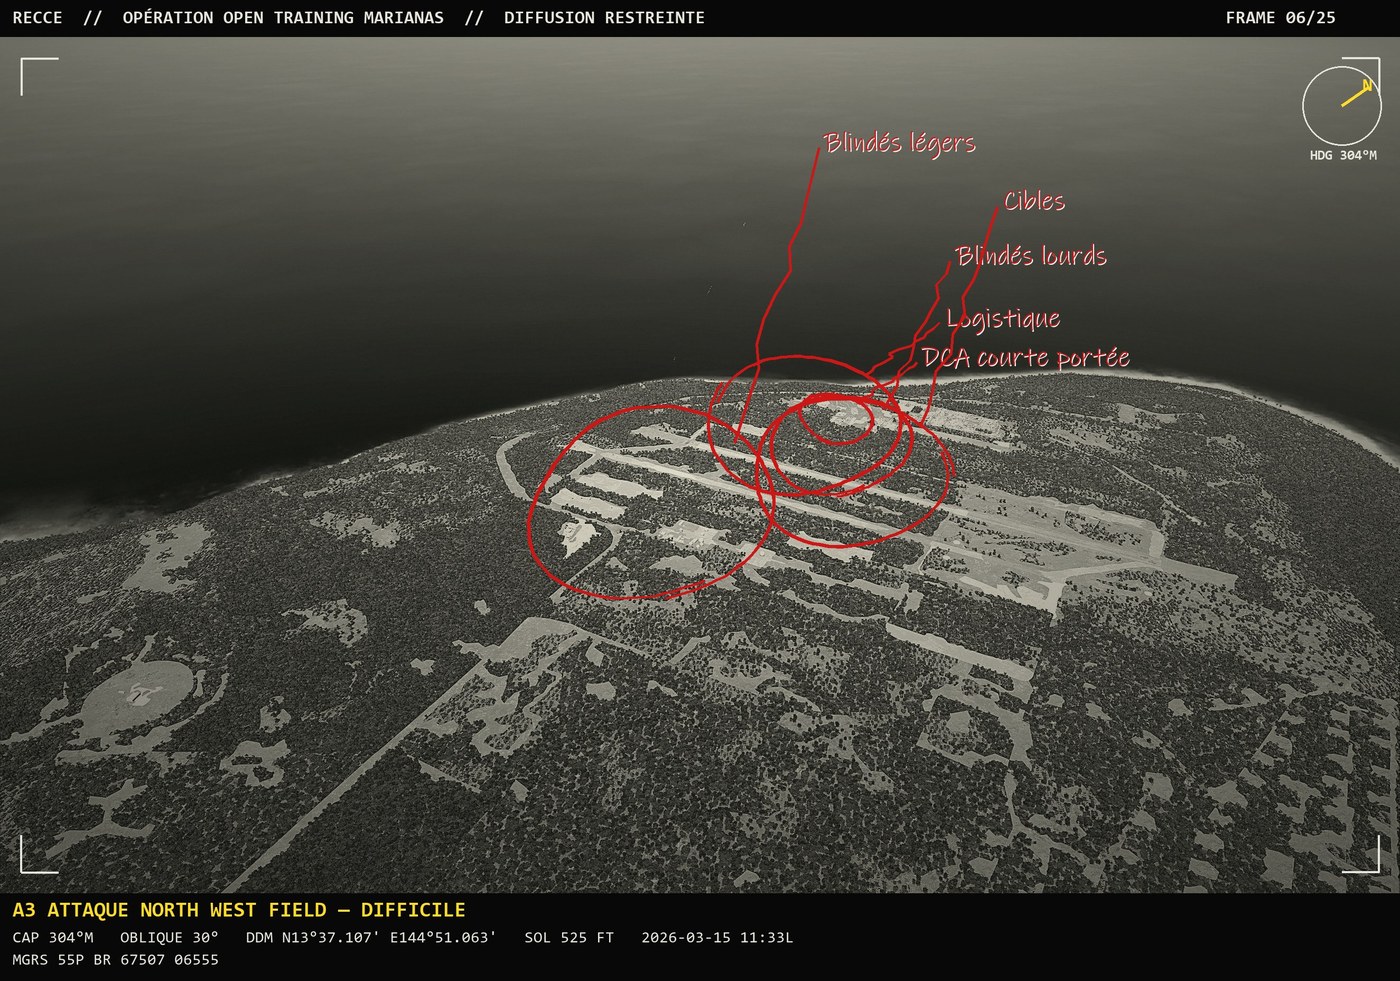 RECCE // OPÉRATION OPEN TRAINING MARIANAS // DIFFUSION RESTREINTE FRAME 06/25
N
HDG 304°M
Blindés légers
Cibles
Blindés lourds
Logistique
DCA courte portée
A3 ATTAQUE NORTH WEST FIELD — DIFFICILE
CAP 304°M OBLIQUE 30° DDM N13°37.107' E144°51.063' SOL 525 FT 2026-03-15 11:33L
MGRS 55P BR 67507 06555